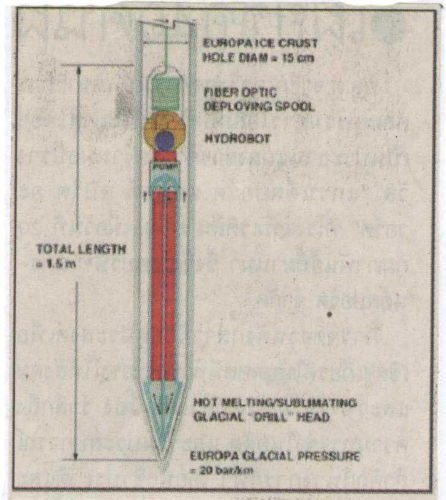 EUROPA ICE CRUST
HOLE DIAM = 15 cm
FIBER OPTIC
DEPLOYING SPOOL
HYDROBOT
PUMP
TOTAL LENGTH
= 1.5 m
HOT MELTING/SUBLIMATING
GLACIAL "DRILL" HEAD
EUROPA GLACIAL PRESSURE
= 20 bar/km